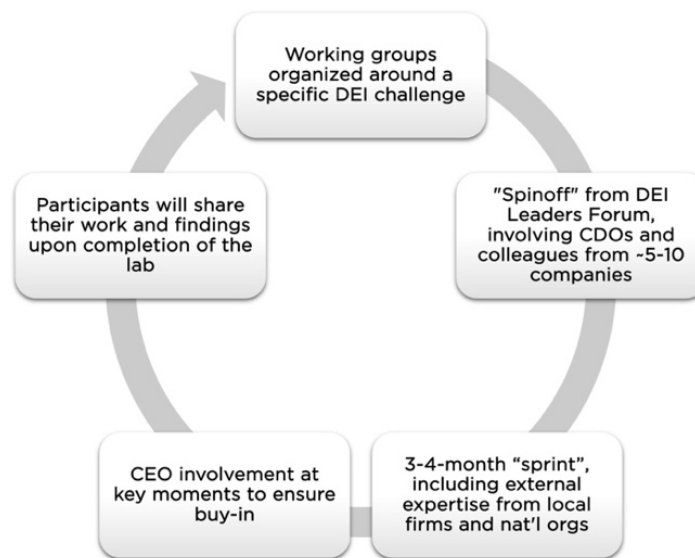 Working groups
organized around a
specific DEI challenge
"Spinoff" from DEI
Leaders Forum,
involving CDOs and
colleagues from ~5-10
companies
3-4-month “sprint”,
including external
expertise from local
firms and nat'l orgs
CEO involvement at
key moments to ensure
buy-in
Participants will share
their work and findings
upon completion of the
lab